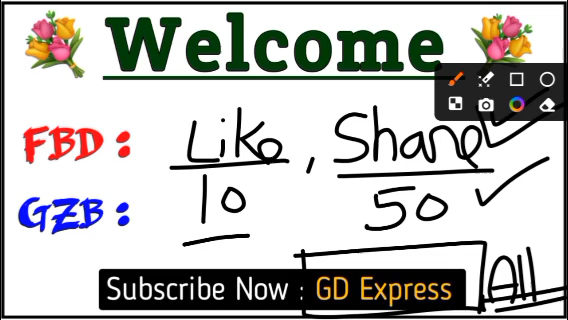 Welcome
FBD : Like, Share
GZB : 10 50
Subscribe Now : GD Express All